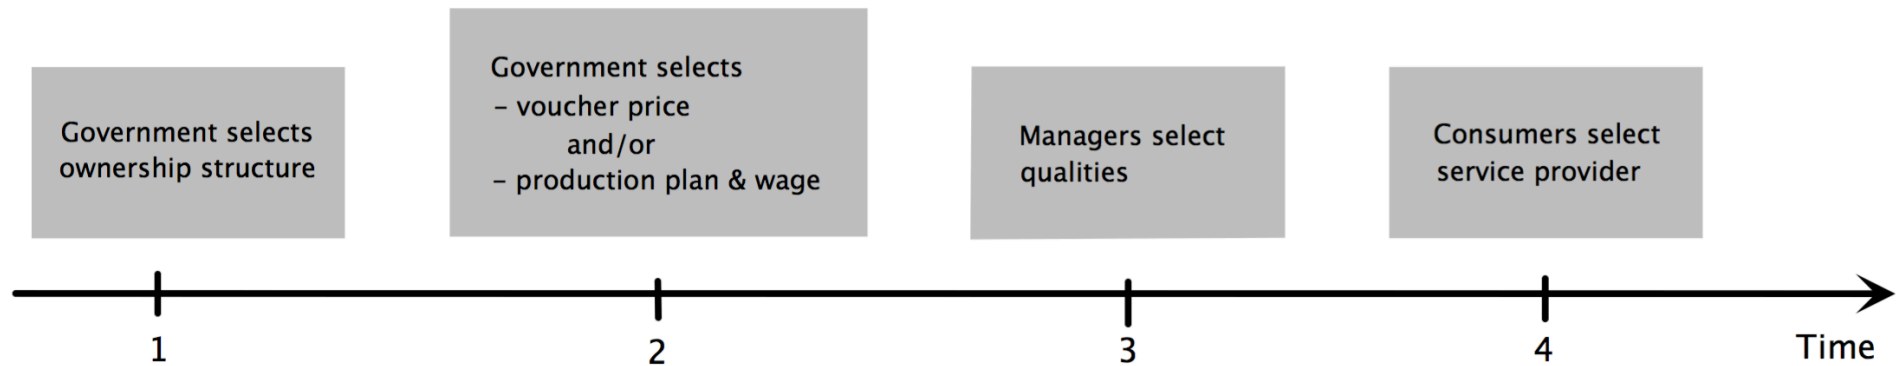 Government selects
ownership structure
Government selects
– voucher price
and/or
– production plan & wage
Managers select
qualities
Consumers select
service provider
1
2
3
4
Time